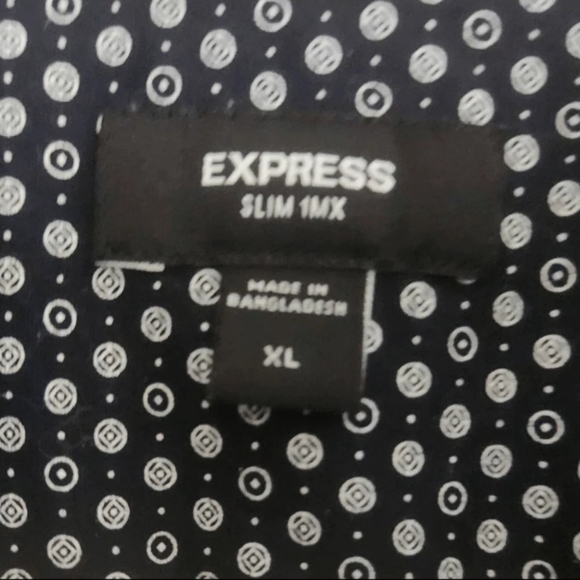 EXPRESS
SLIM 1MX
MADE IN
BANGLADESH
XL